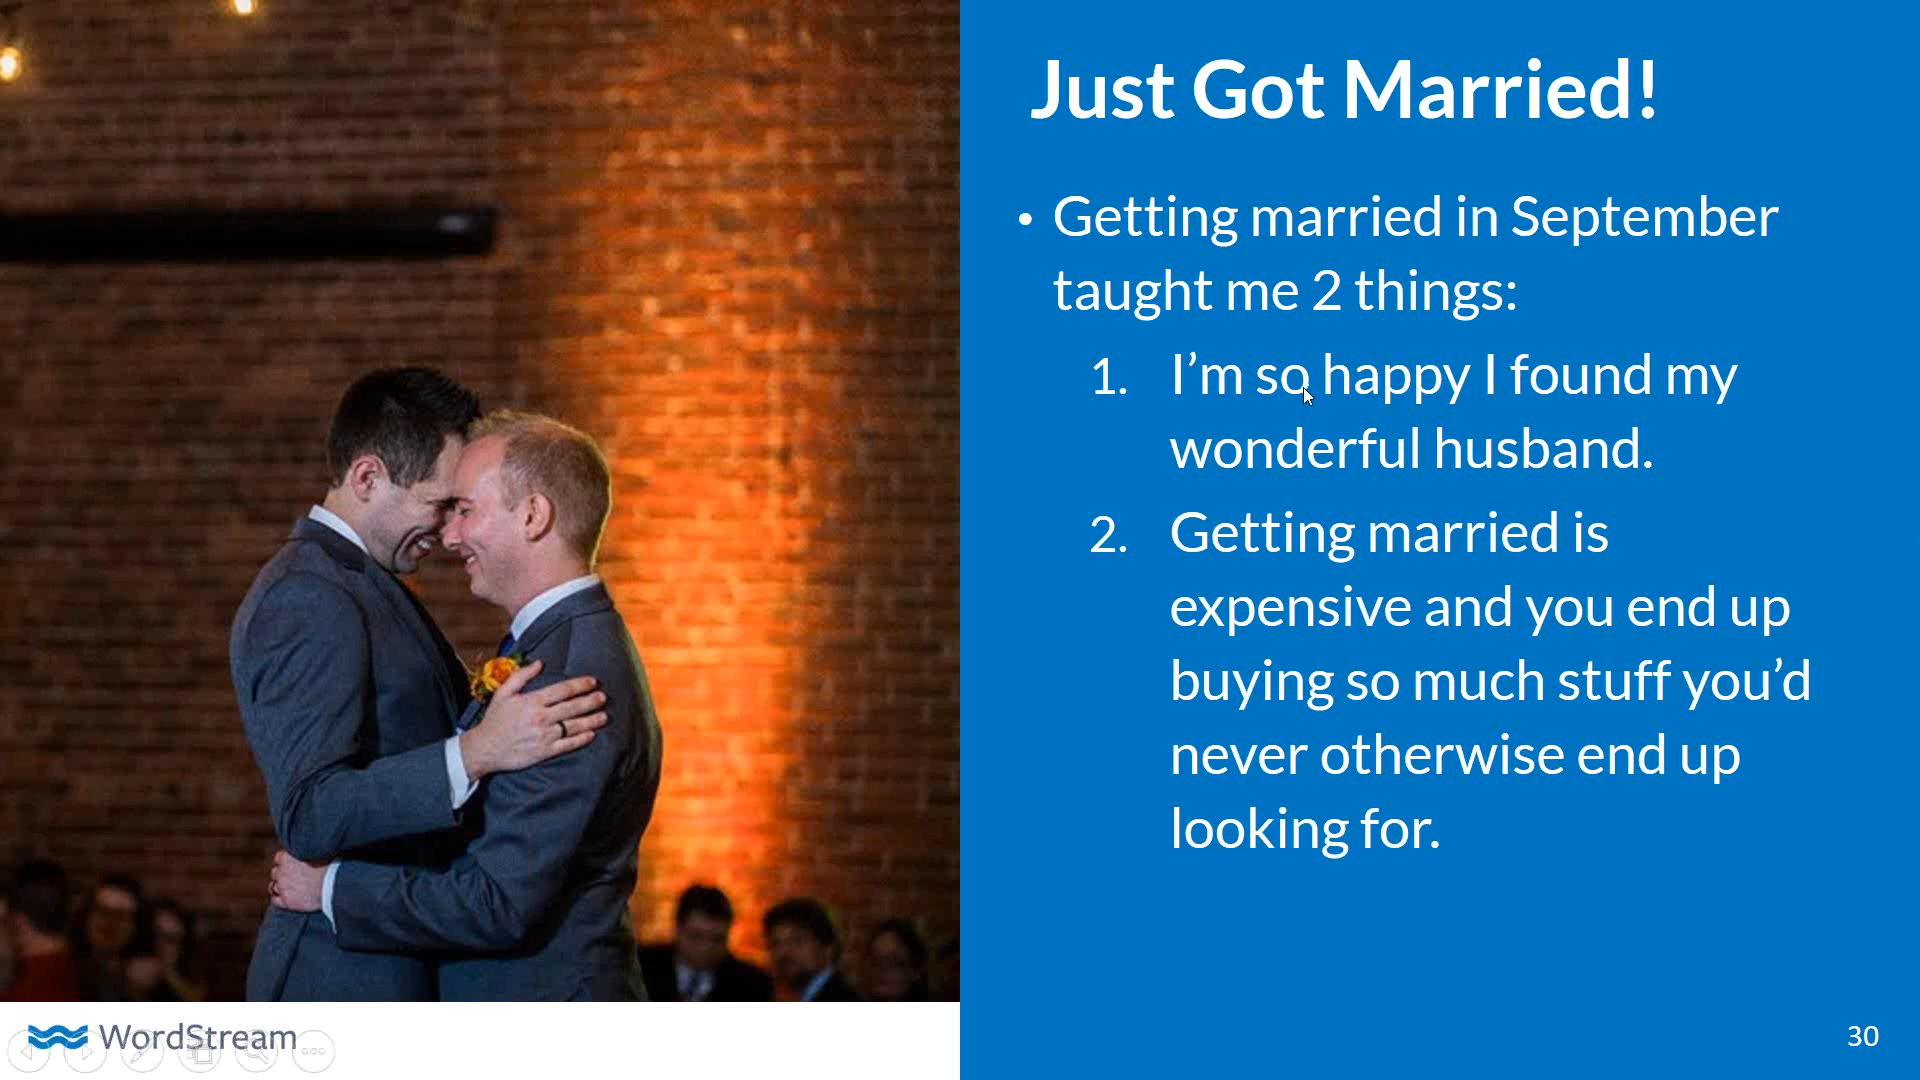 Just Got Married!
• Getting married in September
taught me 2 things:
1. I’m so happy I found my
wonderful husband.
2. Getting married is
expensive and you end up
buying so much stuff you’d
never otherwise end up
looking for.
WordStream
30